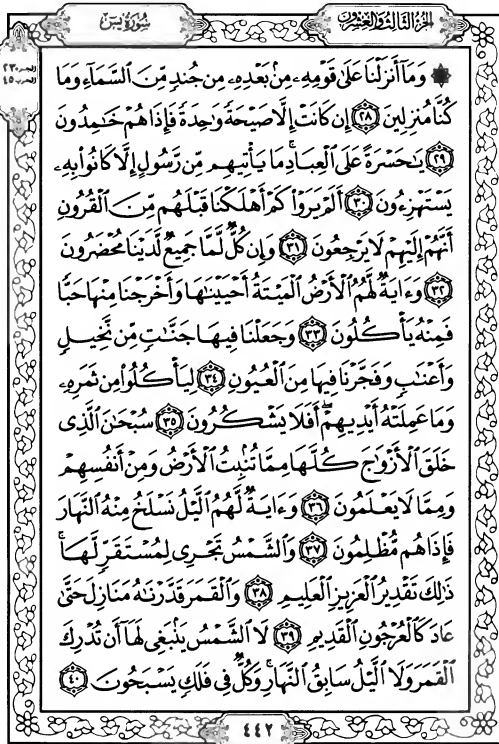 الجزء الثالث والعشرون
سورة يس
الجزء ٢٣
الحزب ٤٥
۞ وَمَآ أَنزَلْنَا عَلَىٰ قَوْمِهِۦ مِنۢ بَعْدِهِۦ مِن جُندٍ مِّنَ ٱلسَّمَآءِ وَمَا
كُنَّا مُنزِلِينَ ٢٨ إِن كَانَتْ إِلَّا صَيْحَةً وَٰحِدَةً فَإِذَا هُمْ خَٰمِدُونَ
٢٩ يَٰحَسْرَةً عَلَى ٱلْعِبَادِ ۚ مَا يَأْتِيهِم مِّن رَّسُولٍ إِلَّا كَانُوا۟ بِهِۦ
يَسْتَهْزِءُونَ ٣٠ أَلَمْ يَرَوْا۟ كَمْ أَهْلَكْنَا قَبْلَهُم مِّنَ ٱلْقُرُونِ
أَنَّهُمْ إِلَيْهِمْ لَا يَرْجِعُونَ ٣١ وَإِن كُلٌّ لَّمَّا جَمِيعٌ لَّدَيْنَا مُحْضَرُونَ
٣٢ وَءَايَةٌ لَّهُمُ ٱلْأَرْضُ ٱلْمَيْتَةُ أَحْيَيْنَٰهَا وَأَخْرَجْنَا مِنْهَا حَبًّا
فَمِنْهُ يَأْكُلُونَ ٣٣ وَجَعَلْنَا فِيهَا جَنَّٰتٍ مِّن نَّخِيلٍ
وَأَعْنَٰبٍ وَفَجَّرْنَا فِيهَا مِنَ ٱلْعُيُونِ ٣٤ لِيَأْكُلُوا۟ مِن ثَمَرِهِۦ
وَمَا عَمِلَتْهُ أَيْدِيهِمْ ۖ أَفَلَا يَشْكُرُونَ ٣٥ سُبْحَٰنَ ٱلَّذِى
خَلَقَ ٱلْأَزْوَٰجَ كُلَّهَا مِمَّا تُنۢبِتُ ٱلْأَرْضُ وَمِنْ أَنفُسِهِمْ
وَمِمَّا لَا يَعْلَمُونَ ٣٦ وَءَايَةٌ لَّهُمُ ٱلَّيْلُ نَسْلَخُ مِنْهُ ٱلنَّهَارَ
فَإِذَا هُم مُّظْلِمُونَ ٣٧ وَٱلشَّمْسُ تَجْرِى لِمُسْتَقَرٍّ لَّهَا ۚ
ذَٰلِكَ تَقْدِيرُ ٱلْعَزِيزِ ٱلْعَلِيمِ ٣٨ وَٱلْقَمَرَ قَدَّرْنَٰهُ مَنَازِلَ حَتَّىٰ
عَادَ كَٱلْعُرْجُونِ ٱلْقَدِيمِ ٣٩ لَا ٱلشَّمْسُ يَنۢبَغِى لَهَآ أَن تُدْرِكَ
ٱلْقَمَرَ وَلَا ٱلَّيْلُ سَابِقُ ٱلنَّهَارِ ۚ وَكُلٌّ فِى فَلَكٍ يَسْبَحُونَ ٤٠
٤٤٢